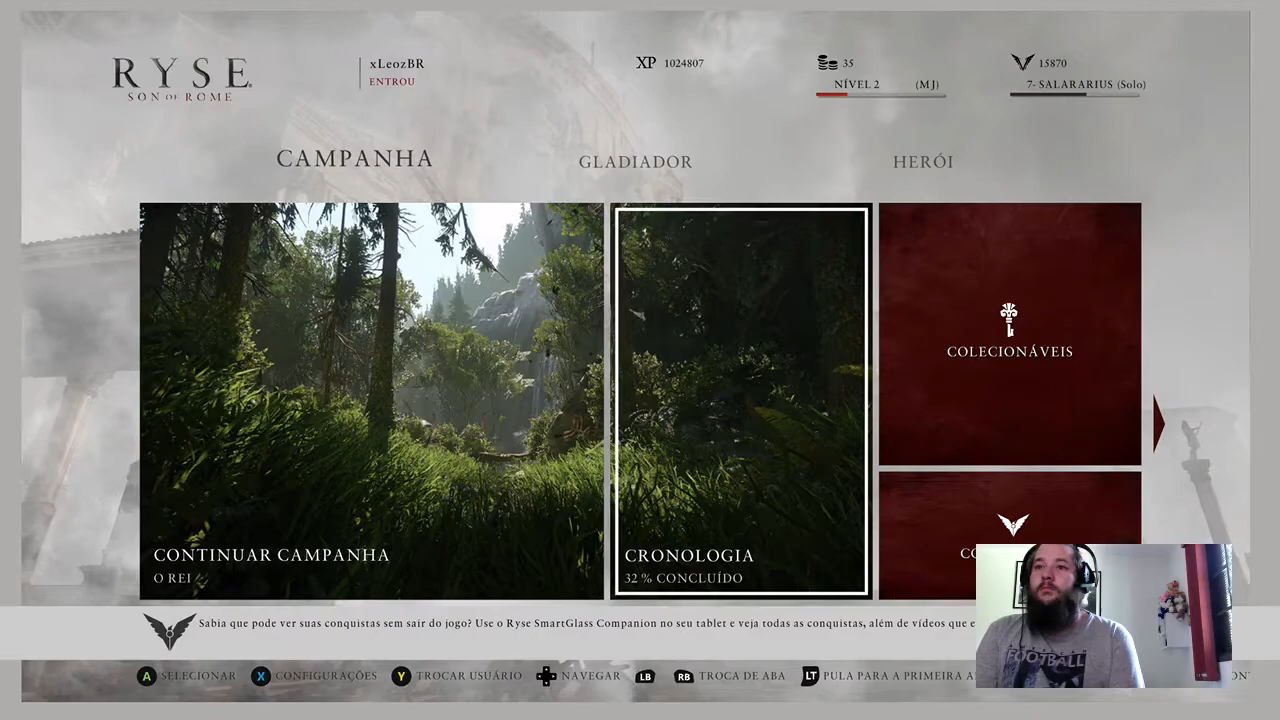 RYSE
SON OF ROME
xLeozBR
ENTROU
XP 1024807
35
NÍVEL 2 (MJ)
15870
7- SALARARIUS (Solo)
CAMPANHA
GLADIADOR
HERÓI
CONTINUAR CAMPANHA
O REI
CRONOLOGIA
32 % CONCLUÍDO
COLECIONÁVEIS
Sabia que pode ver suas conquistas sem sair do jogo? Use o Ryse SmartGlass Companion no seu tablet e veja todas as conquistas, além de vídeos que
A SELECIONAR
X CONFIGURAÇÕES
Y TROCAR USUÁRIO
NAVEGAR
LB
RB TROCA DE ABA
LT PULA PARA A PRIMEIRA
FOOTBALL